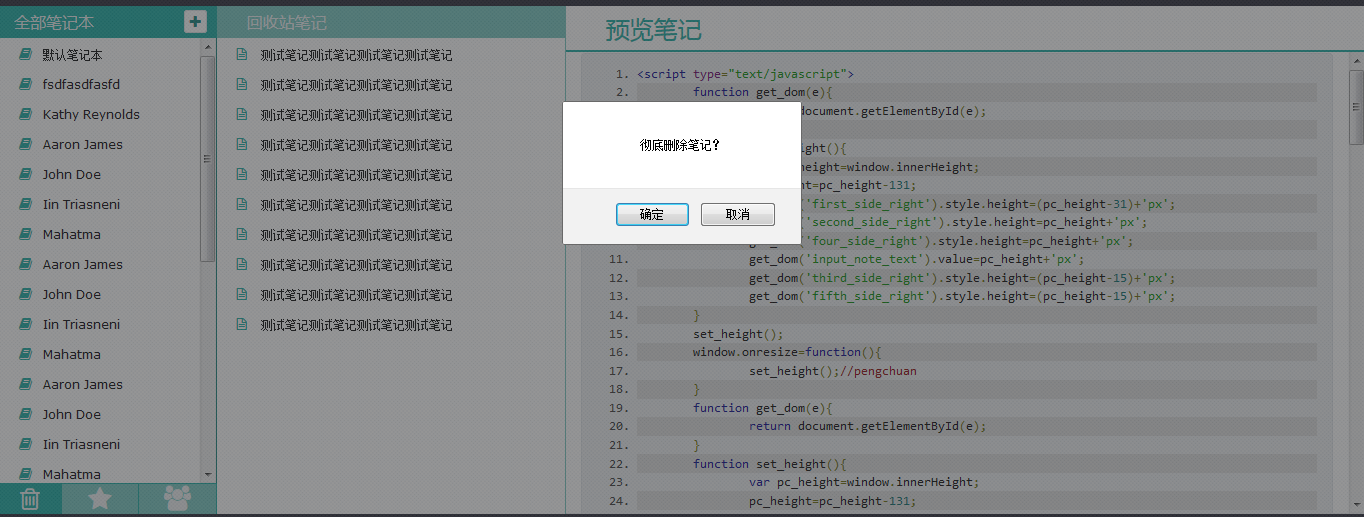 全部笔记本
默认笔记本
fsdfasdfasfd
Kathy Reynolds
Aaron James
John Doe
Iin Triasneni
Mahatma
Aaron James
John Doe
Iin Triasneni
Mahatma
Aaron James
John Doe
Iin Triasneni
Mahatma
回收站笔记
测试笔记测试笔记测试笔记测试笔记
测试笔记测试笔记测试笔记测试笔记
测试笔记测试笔记测试笔记测试笔记
测试笔记测试笔记测试笔记测试笔记
测试笔记测试笔记测试笔记测试笔记
测试笔记测试笔记测试笔记测试笔记
测试笔记测试笔记测试笔记测试笔记
测试笔记测试笔记测试笔记测试笔记
测试笔记测试笔记测试笔记测试笔记
测试笔记测试笔记测试笔记测试笔记
预览笔记
1. <script type="text/javascript">
2. function get_dom(e){
document.getElementById(e);
ght(){
height=window.innerHeight;
ht=pc_height-131;
('first_side_right').style.height=(pc_height-31)+'px';
('second_side_right').style.height=pc_height+'px';
get_dom('four_side_right').style.height=pc_height+'px';
11. get_dom('input_note_text').value=pc_height+'px';
12. get_dom('third_side_right').style.height=(pc_height-15)+'px';
13. get_dom('fifth_side_right').style.height=(pc_height-15)+'px';
14. }
15. set_height();
16. window.onresize=function(){
17. set_height();//pengchuan
18. }
19. function get_dom(e){
20. return document.getElementById(e);
21. }
22. function set_height(){
23. var pc_height=window.innerHeight;
24. pc_height=pc_height-131;
彻底删除笔记?
确定 取消